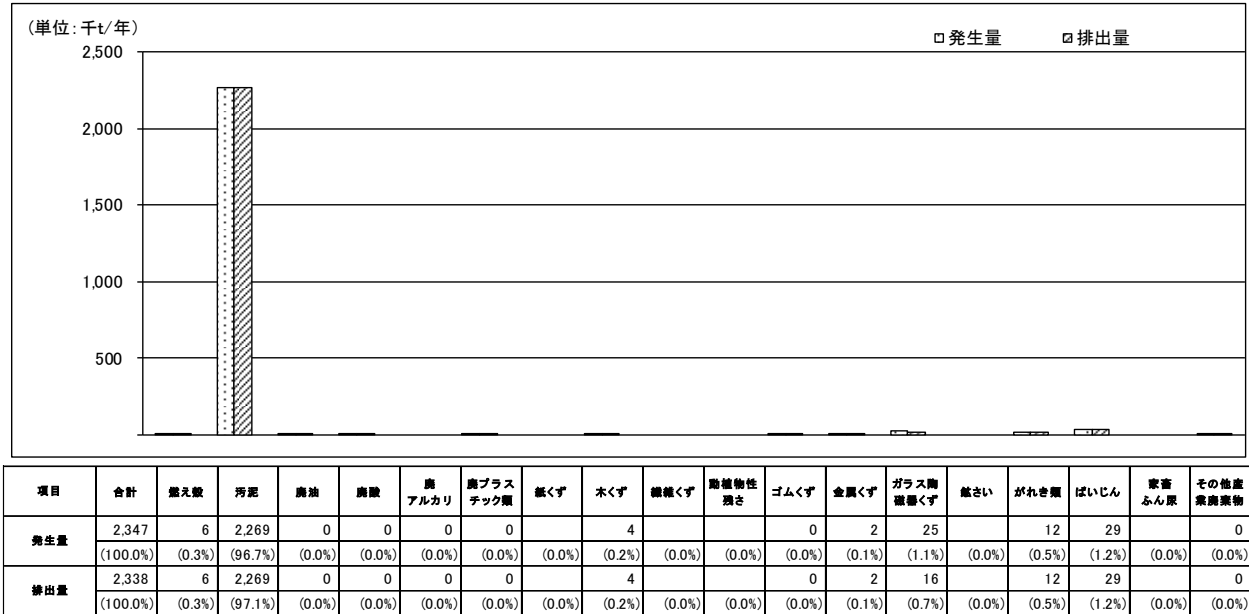 (単位:千t/年)
□発生量 □排出量
2,500
2,000
1,500
1,000
500
項目 合計 燃え殻 汚泥 廃油 廃酸 廃アルカリ 廃プラスチック類 紙くず 木くず 繊維くず 動植物性残さ ゴムくず 金属くず ガラス陶磁器くず 鉱さい がれき類 ばいじん 家畜ふん尿 その他産業廃棄物
発生量 2,347 6 2,269 0 0 0 0 4 0 2 25 12 29 0
(100.0%) (0.3%) (96.7%) (0.0%) (0.0%) (0.0%) (0.0%) (0.0%) (0.2%) (0.0%) (0.0%) (0.0%) (0.1%) (1.1%) (0.0%) (0.5%) (1.2%) (0.0%) (0.0%)
排出量 2,338 6 2,269 0 0 0 0 4 0 2 16 12 29 0
(100.0%) (0.3%) (97.1%) (0.0%) (0.0%) (0.0%) (0.0%) (0.0%) (0.2%) (0.0%) (0.0%) (0.0%) (0.1%) (0.7%) (0.0%) (0.5%) (1.2%) (0.0%) (0.0%)